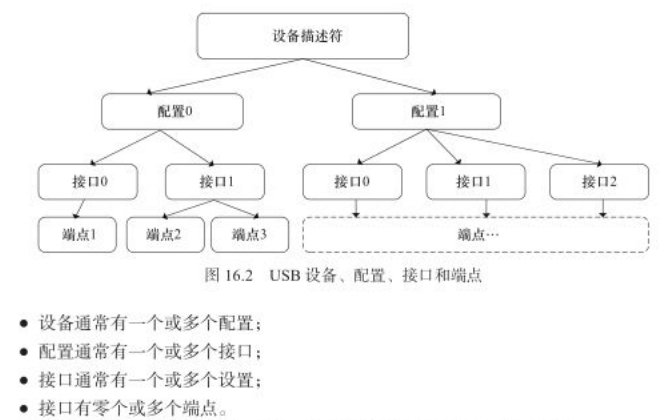 设备描述符
配置0 配置1
接口0 接口1 接口0 接口1 接口2
端点1 端点2 端点3 端点…
图 16.2 USB 设备、配置、接口和端点
● 设备通常有一个或多个配置；
● 配置通常有一个或多个接口；
● 接口通常有一个或多个设置；
● 接口有零个或多个端点。